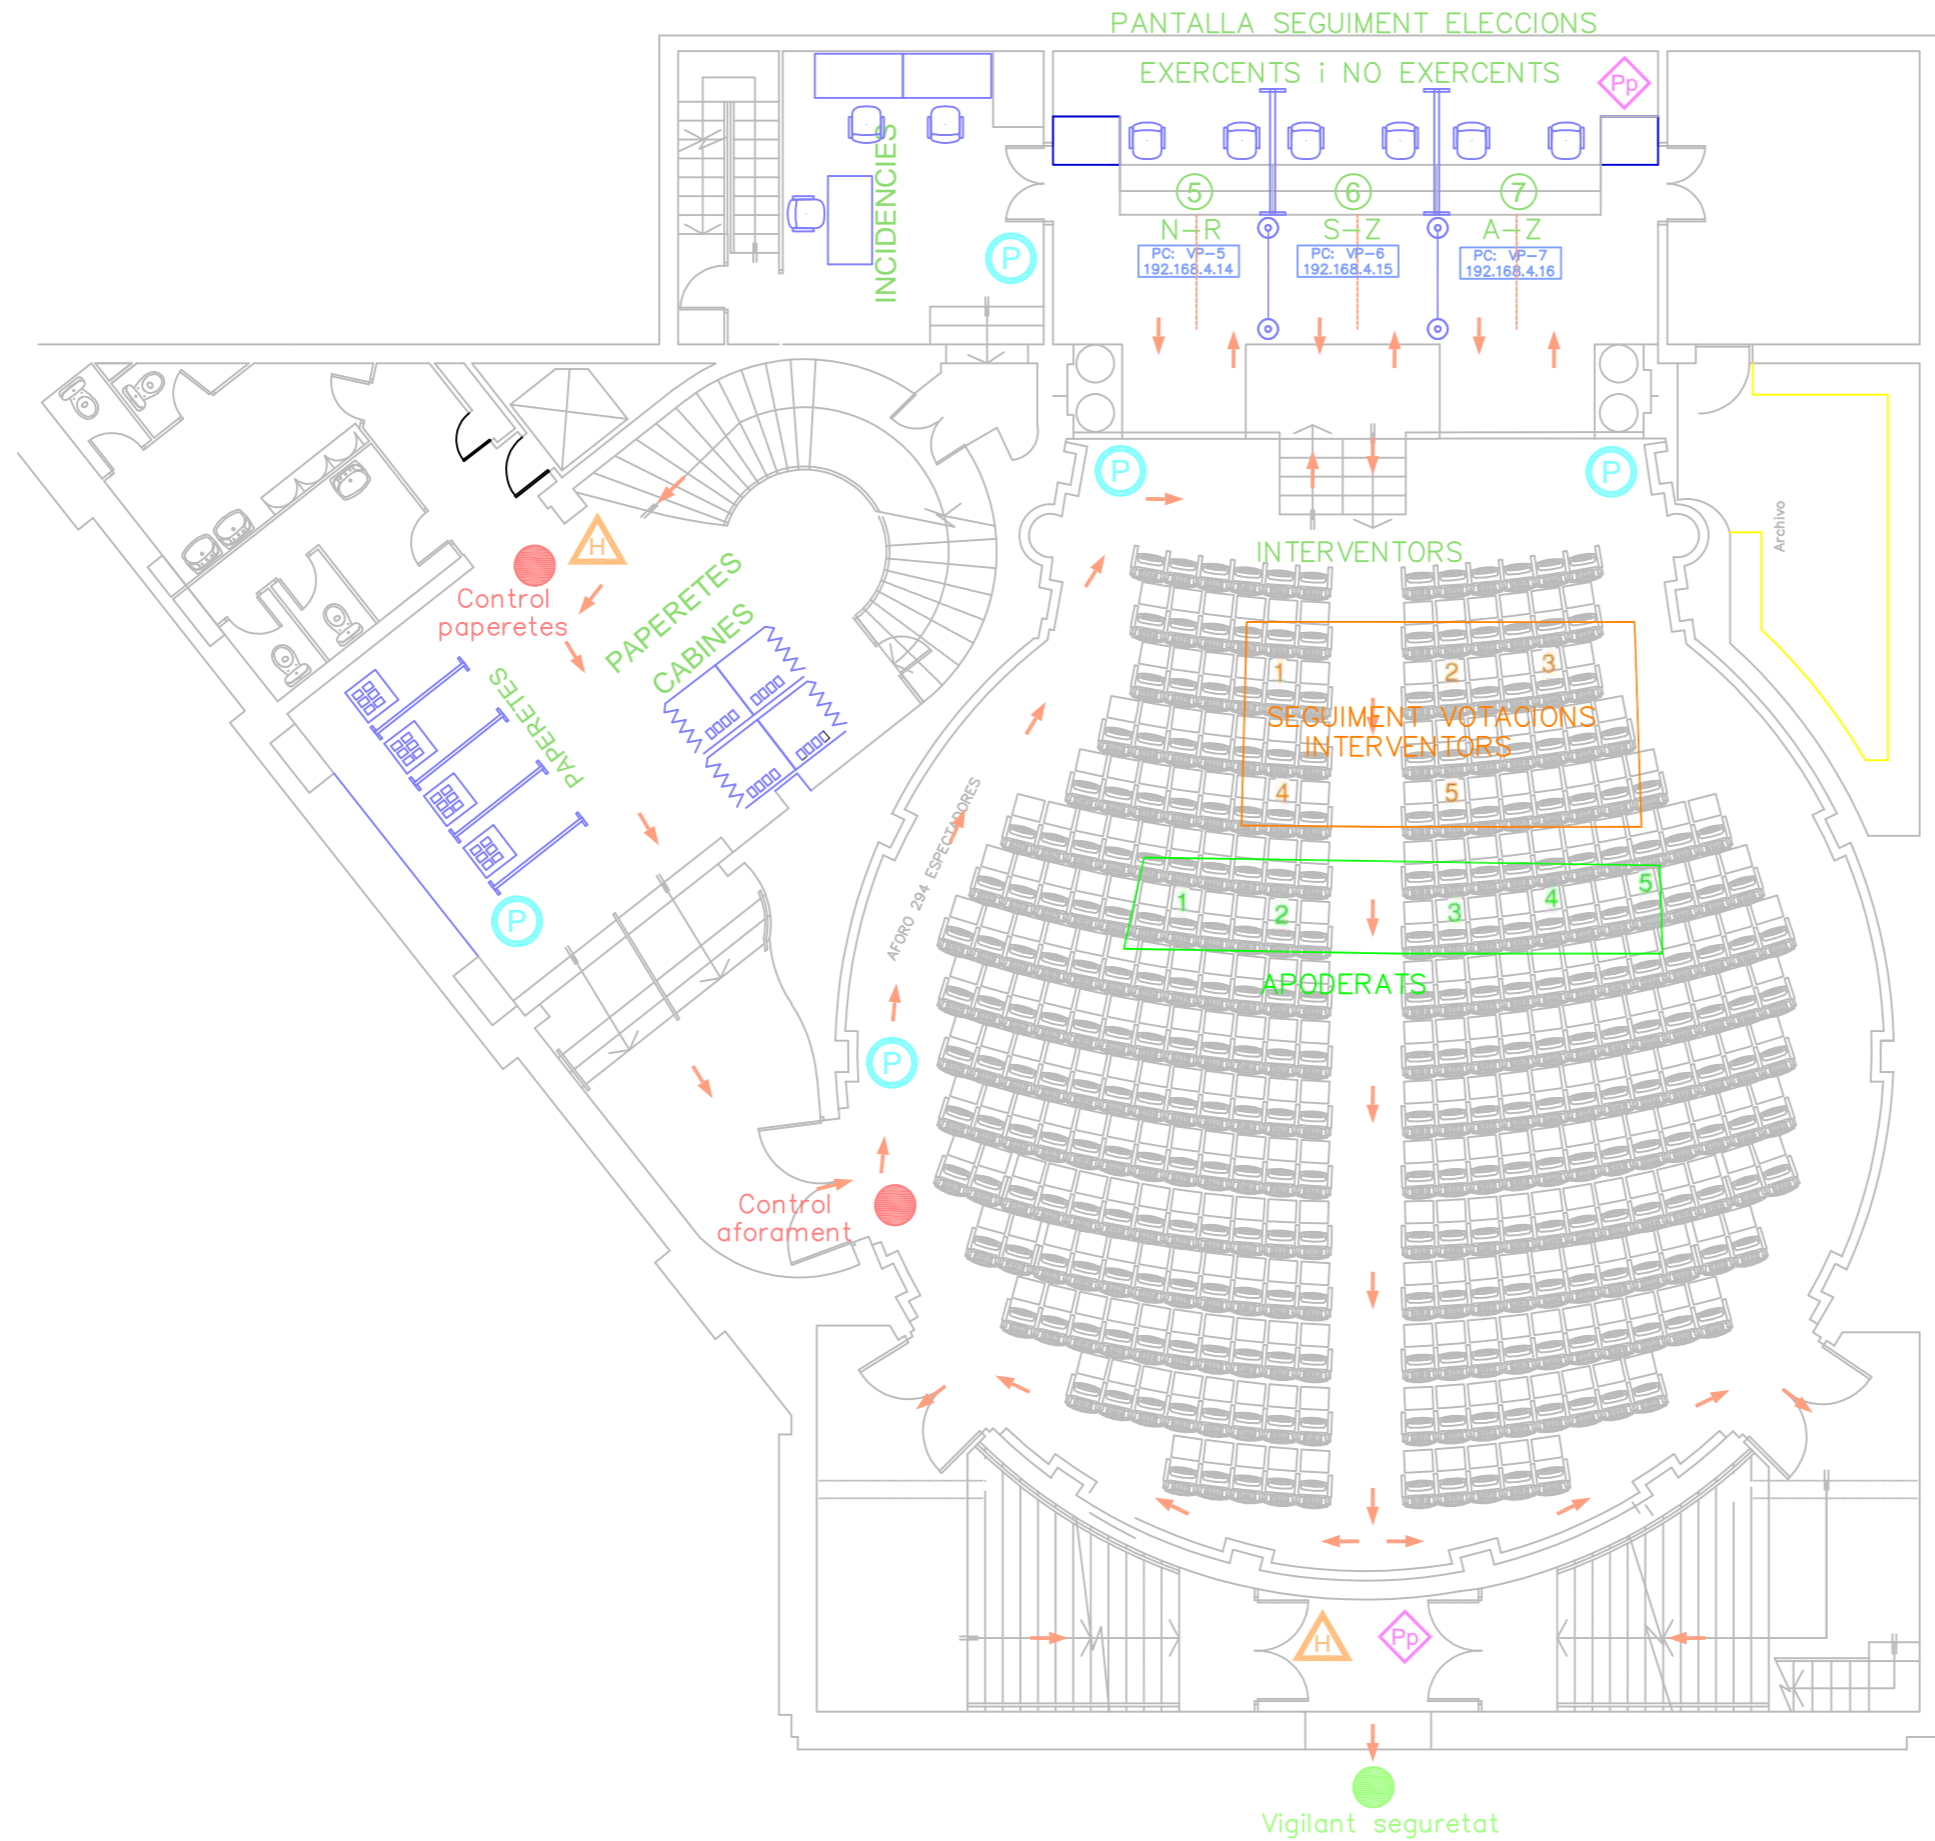 PANTALLA SEGUIMENT ELECCIONS
EXERCENTS i NO EXERCENTS
Pp
INCIDENCIES
5
6
7
N-R
S-Z
A-Z
PC: VP-5
192.168.4.14
PC: VP-6
192.168.4.15
PC: VP-7
192.168.4.16
P
P
P
Archivo
H
Control
paperetes
PAPERETES
CABINES
PAPERETES
INTERVENTORS
1
2
3
SEGUIMENT VOTACIONS
INTERVENTORS
4
5
AFORO 294 ESPECTADORES
1
2
3
4
5
APODERATS
P
P
Control
aforament
H
Pp
Vigilant seguretat